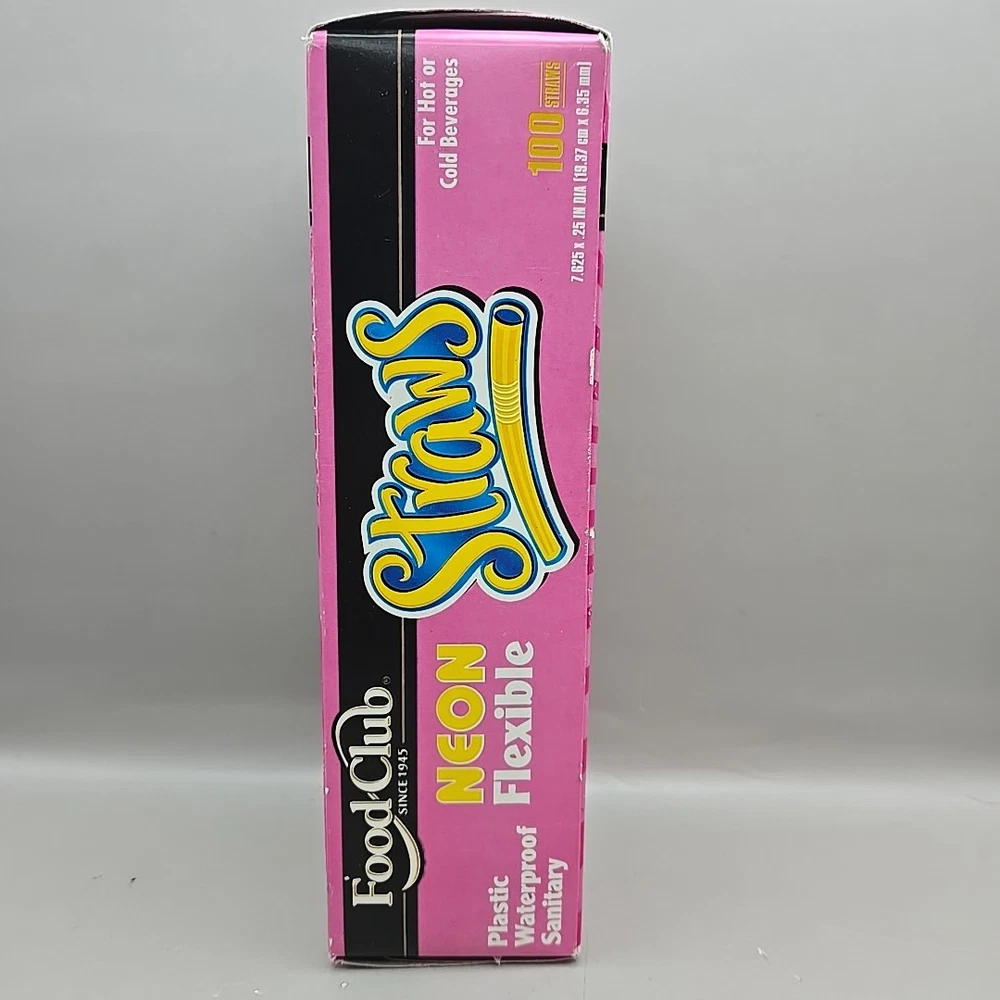 Food Club®
SINCE 1945
Straws
For Hot or
Cold Beverages
NEON
Flexible
Plastic
Waterproof
Sanitary
100 STRAWS
7.625 x .25 IN DIA (19.37 cm x 6.35 mm)